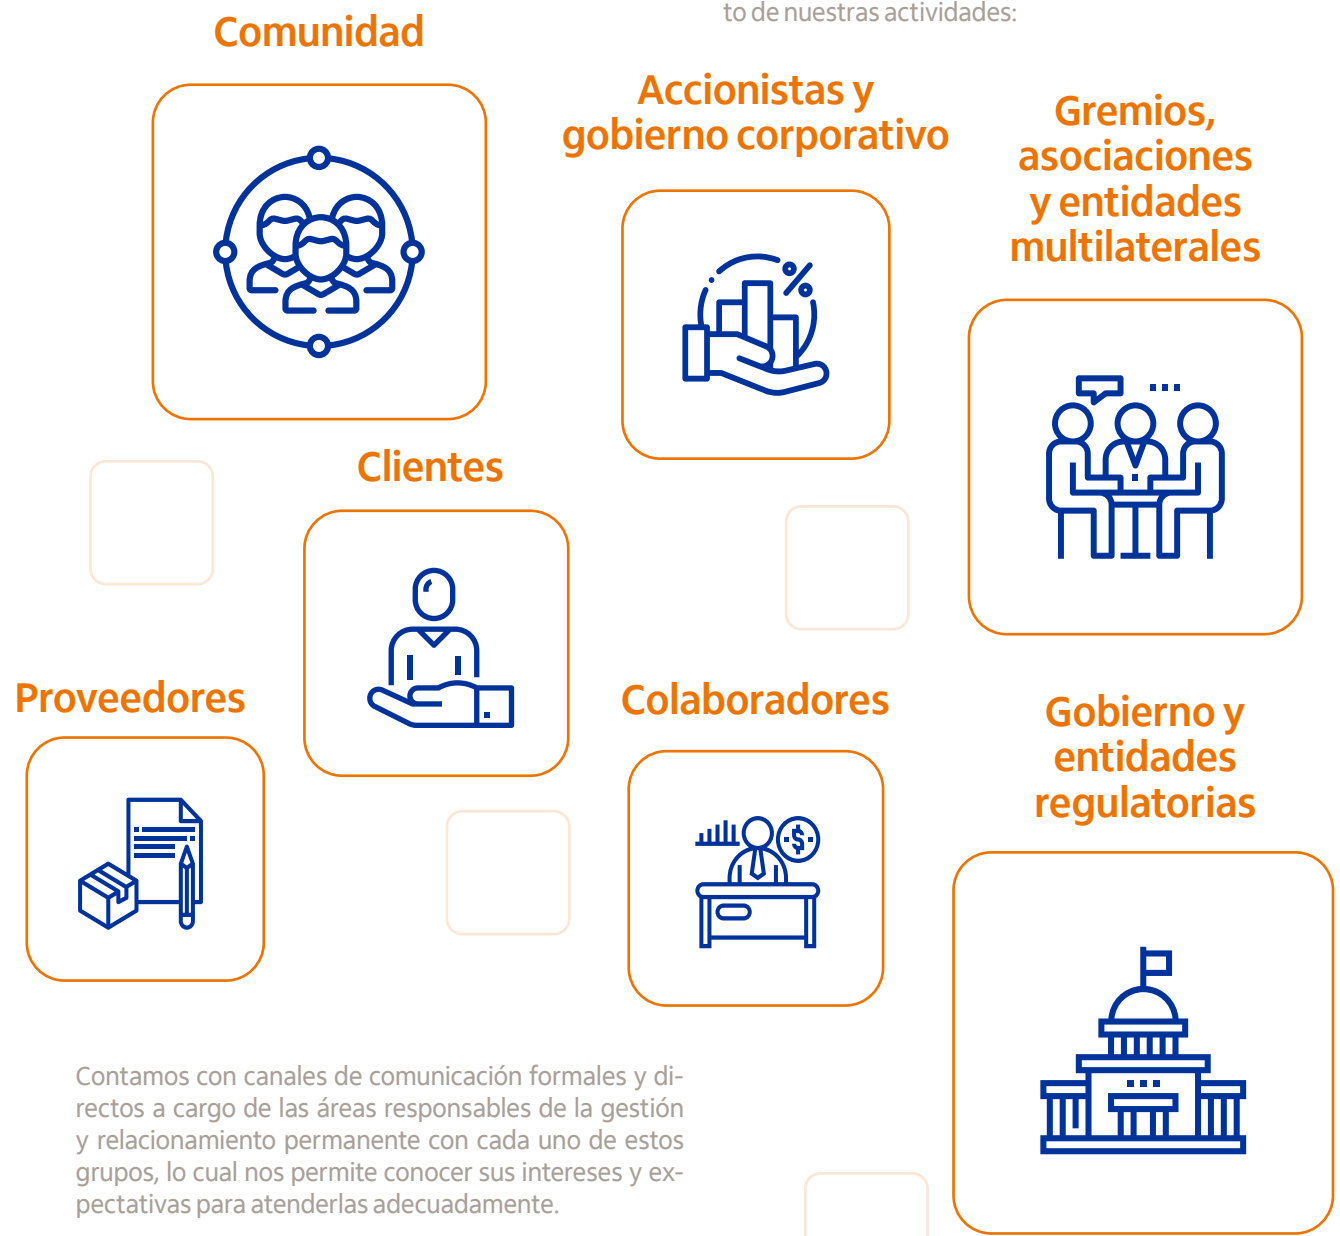 to de nuestras actividades:
Comunidad
Accionistas y
gobierno corporativo
Gremios,
asociaciones
y entidades
multilaterales
Clientes
Proveedores
Colaboradores
Gobierno y
entidades
regulatorias
Contamos con canales de comunicación formales y di-
rectos a cargo de las áreas responsables de la gestión
y relacionamiento permanente con cada uno de estos
grupos, lo cual nos permite conocer sus intereses y ex-
pectativas para atenderlas adecuadamente.